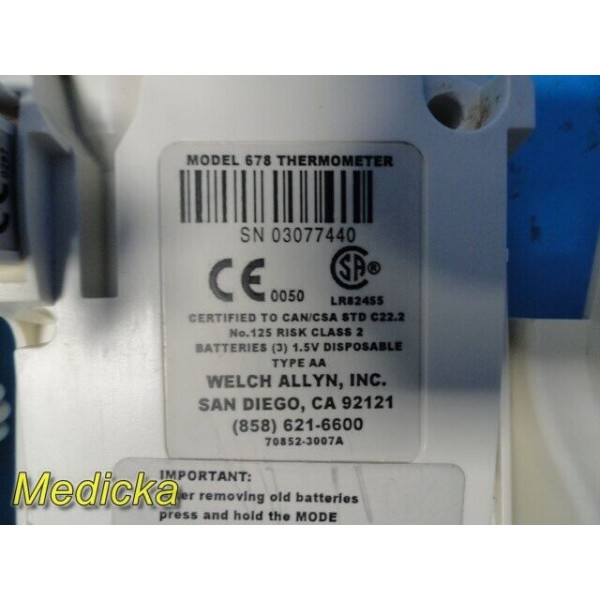 MODEL 678 THERMOMETER
SN 03077440
CE 0050
CSA ®
LR82455
CERTIFIED TO CAN/CSA STD C22.2
No.125 RISK CLASS 2
BATTERIES (3) 1.5V DISPOSABLE
TYPE AA
WELCH ALLYN, INC.
SAN DIEGO, CA 92121
(858) 621-6600
70852-3007A
IMPORTANT:
removing old batteries
press and hold the MODE
Medicka